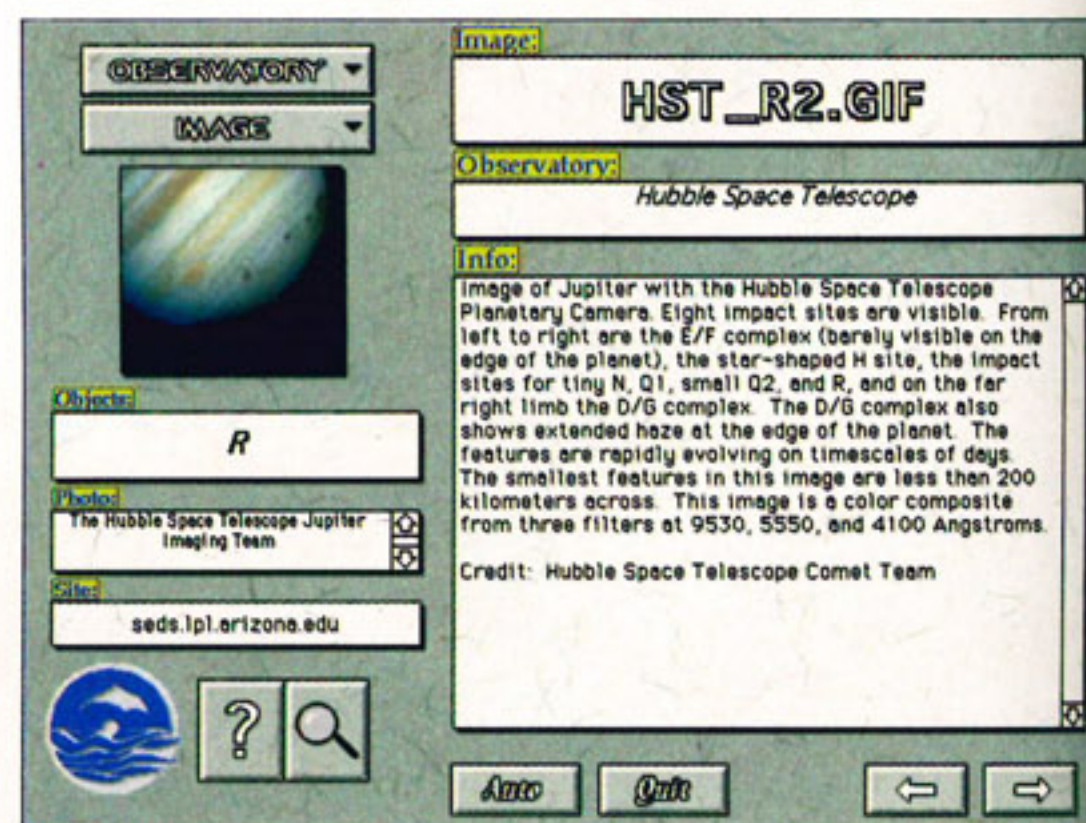 OBSERVATORY
IMAGE
Objects:
R
Photo:
The Hubble Space Telescope Jupiter
Imaging Team
Site:
seds.lpl.arizona.edu
?
Image:
HST_R2.GIF
Observatory:
Hubble Space Telescope
Info:
Image of Jupiter with the Hubble Space Telescope
Planetary Camera. Eight impact sites are visible. From
left to right are the E/F complex (barely visible on the
edge of the planet), the star-shaped H site, the impact
sites for tiny N, Q1, small Q2, and R, and on the far
right limb the D/G complex. The D/G complex also
shows extended haze at the edge of the planet. The
features are rapidly evolving on timescales of days.
The smallest features in this image are less than 200
kilometers across. This image is a color composite
from three filters at 9530, 5550, and 4100 Angstroms.
Credit: Hubble Space Telescope Comet Team
Auto
Quit